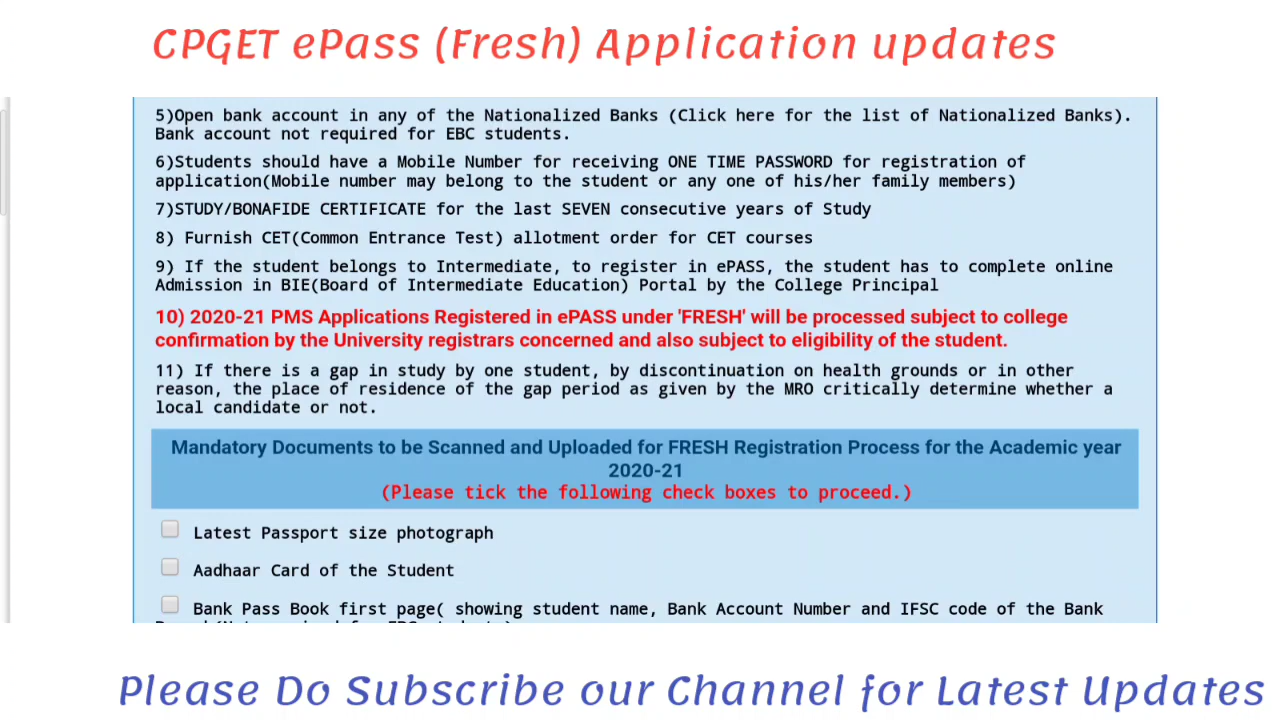 CPGET ePass (Fresh) Application updates
5)Open bank account in any of the Nationalized Banks (Click here for the list of Nationalized Banks).
Bank account not required for EBC students.
6)Students should have a Mobile Number for receiving ONE TIME PASSWORD for registration of
application(Mobile number may belong to the student or any one of his/her family members)
7)STUDY/BONAFIDE CERTIFICATE for the last SEVEN consecutive years of Study
8) Furnish CET(Common Entrance Test) allotment order for CET courses
9) If the student belongs to Intermediate, to register in ePASS, the student has to complete online
Admission in BIE(Board of Intermediate Education) Portal by the College Principal
10) 2020-21 PMS Applications Registered in ePASS under 'FRESH' will be processed subject to college
confirmation by the University registrars concerned and also subject to eligibility of the student.
11) If there is a gap in study by one student, by discontinuation on health grounds or in other
reason, the place of residence of the gap period as given by the MRO critically determine whether a
local candidate or not.
Mandatory Documents to be Scanned and Uploaded for FRESH Registration Process for the Academic year
2020-21
(Please tick the following check boxes to proceed.)
Latest Passport size photograph
Aadhaar Card of the Student
Bank Pass Book first page( showing student name, Bank Account Number and IFSC code of the Bank
Please Do Subscribe our Channel for Latest Updates